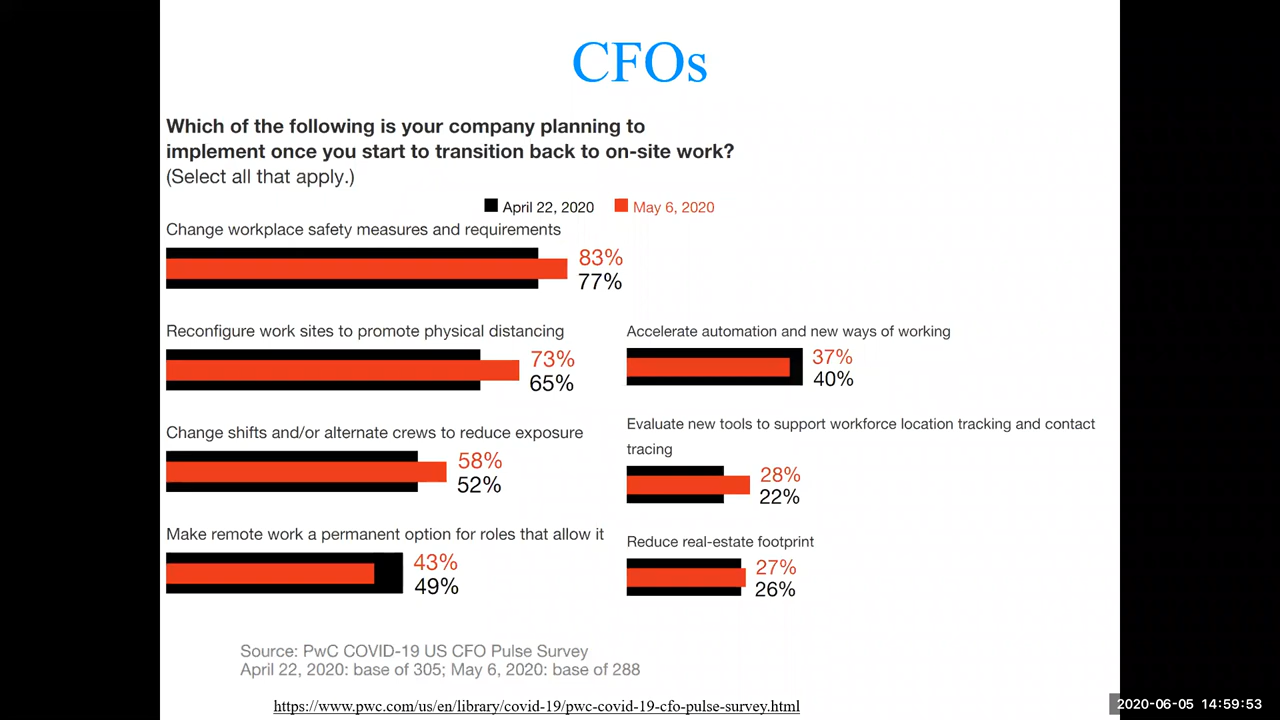 CFOs
Which of the following is your company planning to
implement once you start to transition back to on-site work?
(Select all that apply.)
April 22, 2020 May 6, 2020
Change workplace safety measures and requirements
83%
77%
Reconfigure work sites to promote physical distancing
73%
65%
Change shifts and/or alternate crews to reduce exposure
58%
52%
Make remote work a permanent option for roles that allow it
43%
49%
Accelerate automation and new ways of working
37%
40%
Evaluate new tools to support workforce location tracking and contact
tracing
28%
22%
Reduce real-estate footprint
27%
26%
Source: PwC COVID-19 US CFO Pulse Survey
April 22, 2020: base of 305; May 6, 2020: base of 288
https://www.pwc.com/us/en/library/covid-19/pwc-covid-19-cfo-pulse-survey.html
2020-06-05 14:59:53